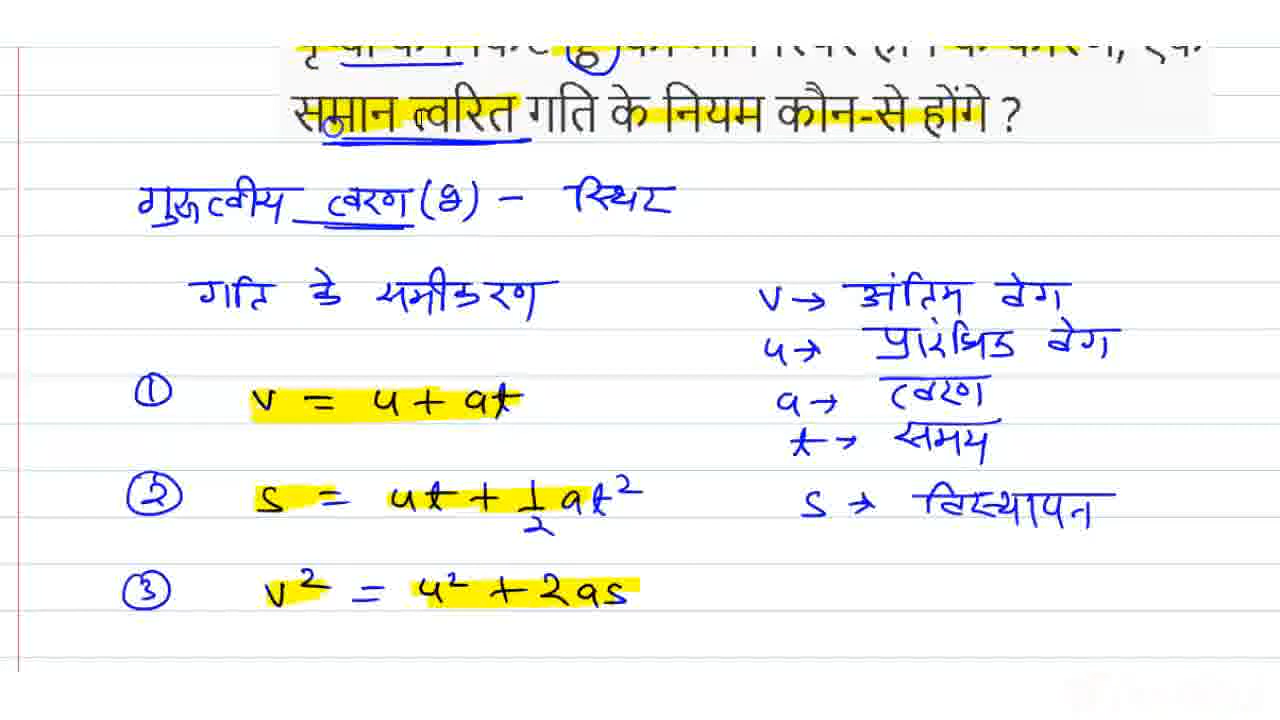 समान त्वरित गति के नियम कौन-से होंगे ?
गुरुत्वीय त्वरण (g) - स्थिर
गति के समीकरण
v → अंतिम वेग
u → प्रारंभिक वेग
① v = u + at
a → त्वरण
t → समय
② s = ut + 1/2 at²
s → विस्थापन
③ v² = u² + 2as